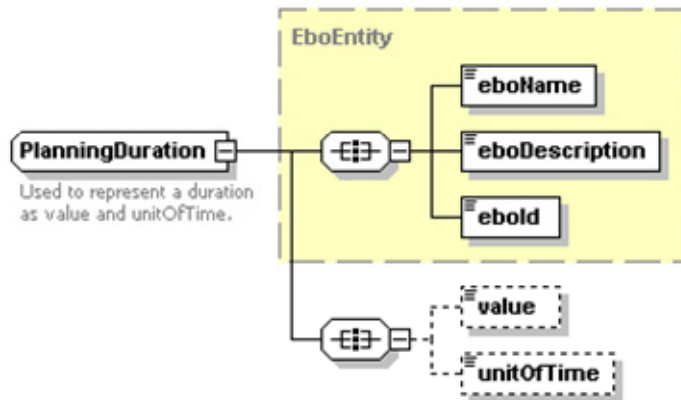 EboEntity
eboName
PlanningDuration
eboDescription
Used to represent a duration
as value and unitOfTime.
eboId
value
unitOfTime